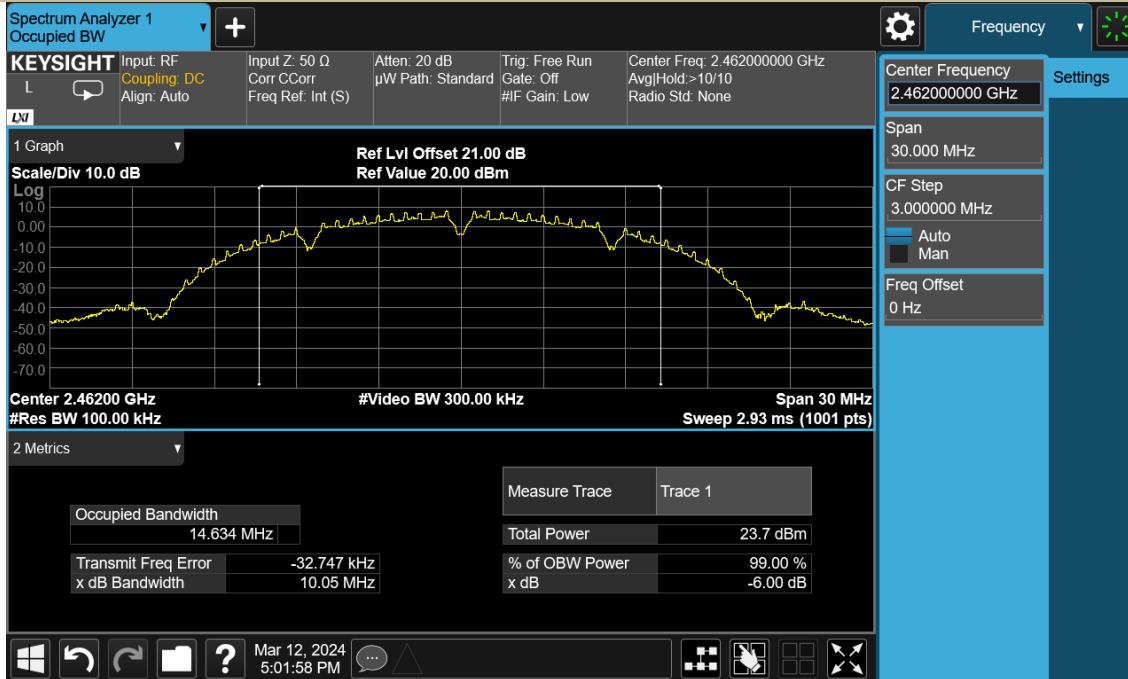 Spectrum Analyzer 1
Occupied BW
Frequency
KEYSIGHT
L
LXI
Input: RF
Coupling: DC
Align: Auto
Input Z: 50 Ω
Corr CCorr
Freq Ref: Int (S)
Atten: 20 dB
µW Path: Standard
Trig: Free Run
Gate: Off
#IF Gain: Low
Center Freq: 2.462000000 GHz
Avg|Hold:>10/10
Radio Std: None
Center Frequency
2.462000000 GHz
Settings
Span
30.000 MHz
CF Step
3.000000 MHz
Auto
Man
Freq Offset
0 Hz
1 Graph
Scale/Div 10.0 dB
Ref Lvl Offset 21.00 dB
Ref Value 20.00 dBm
Log
10.0
0.00
-10.0
-20.0
-30.0
-40.0
-50.0
-60.0
-70.0
Center 2.46200 GHz
#Video BW 300.00 kHz
Span 30 MHz
#Res BW 100.00 kHz
Sweep 2.93 ms (1001 pts)
2 Metrics
Measure Trace Trace 1
Occupied Bandwidth
14.634 MHz
Total Power 23.7 dBm
Transmit Freq Error -32.747 kHz
% of OBW Power 99.00 %
x dB Bandwidth 10.05 MHz
x dB -6.00 dB
?
Mar 12, 2024
5:01:58 PM